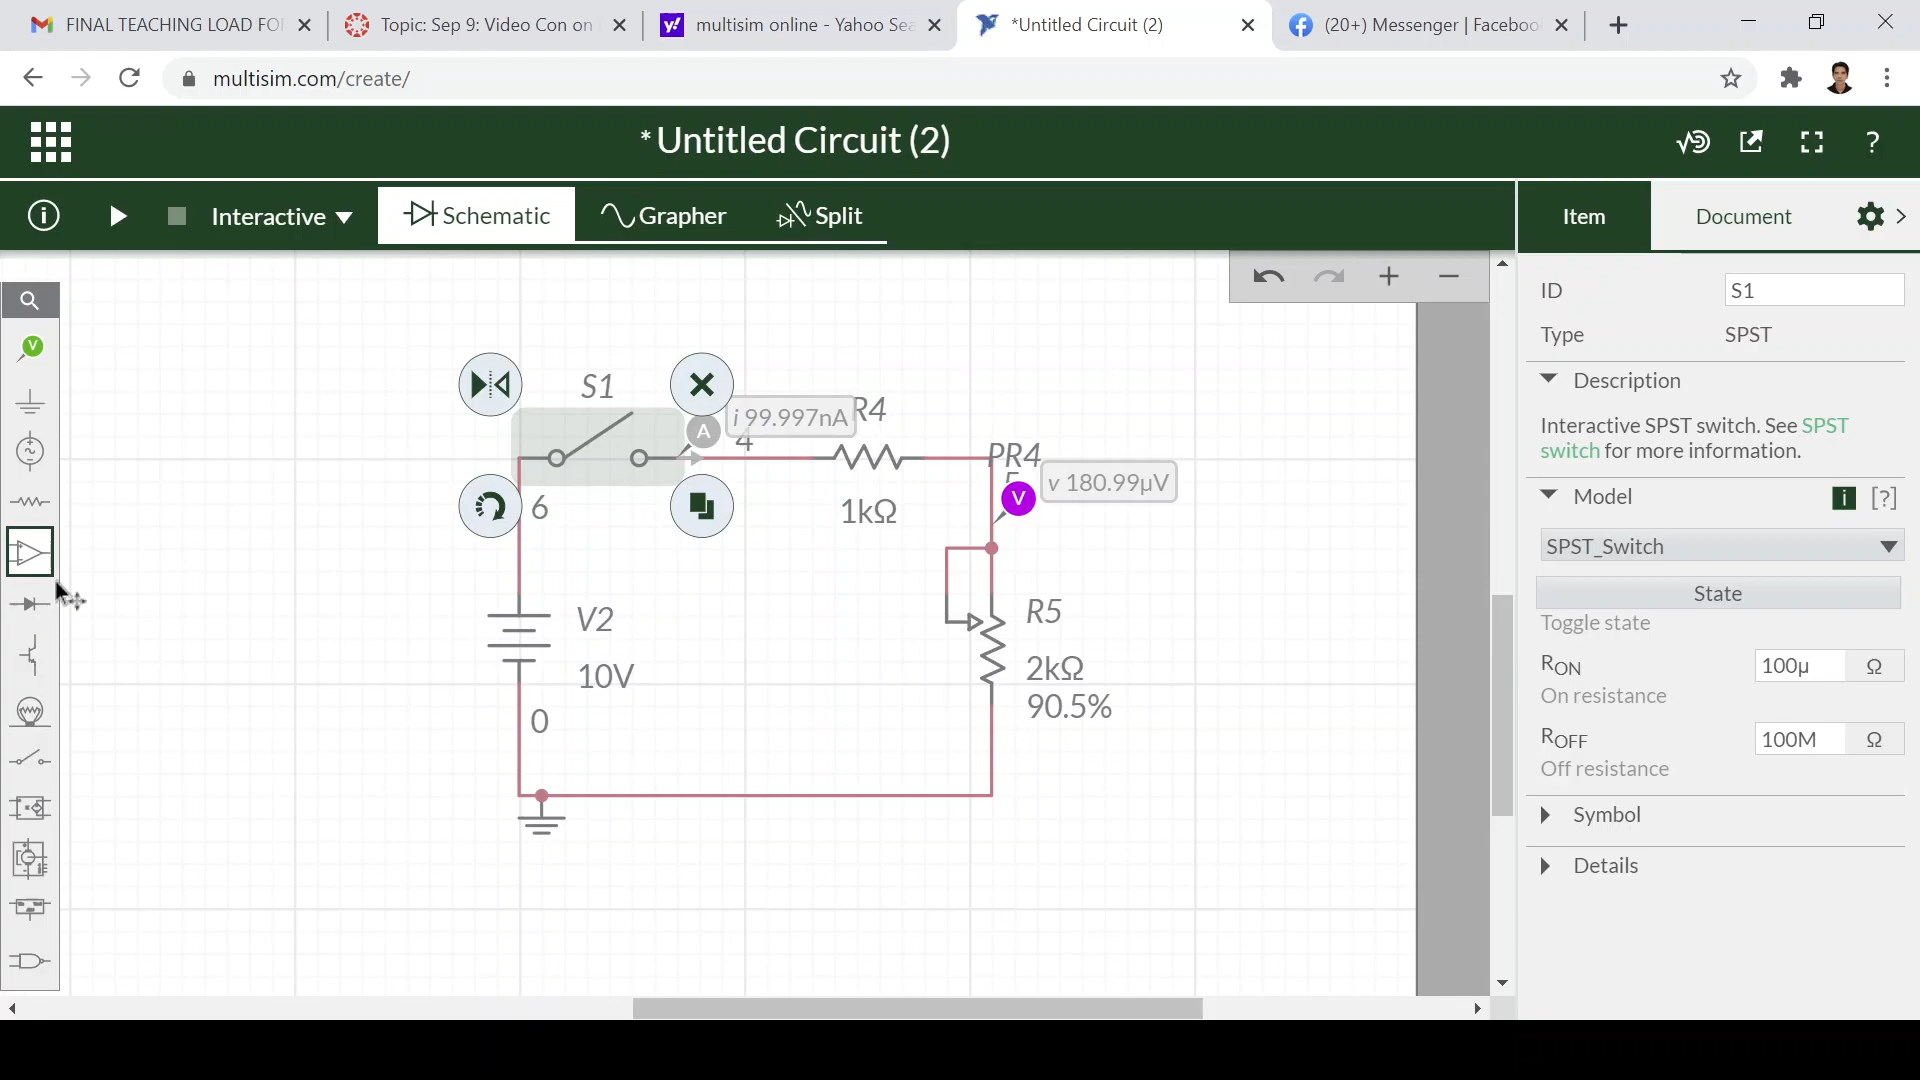 FINAL TEACHING LOAD FO
Topic: Sep 9: Video Con on
multisim online - Yahoo Sea
*Untitled Circuit (2)
(20+) Messenger | Faceboo
multisim.com/create/
*Untitled Circuit (2)
?
Interactive
Schematic
Grapher
Split
Item
Document
ID
S1
Type
SPST
Description
Interactive SPST switch. See SPST
switch for more information.
Model
i
[?]
SPST_Switch
State
Toggle state
RON
100µ
Ω
On resistance
ROFF
100M
Ω
Off resistance
Symbol
Details
V
S1
A
i 99.997nA
R4
4
PR4
v 180.99µV
V
6
1kΩ
V2
10V
0
R5
2kΩ
90.5%